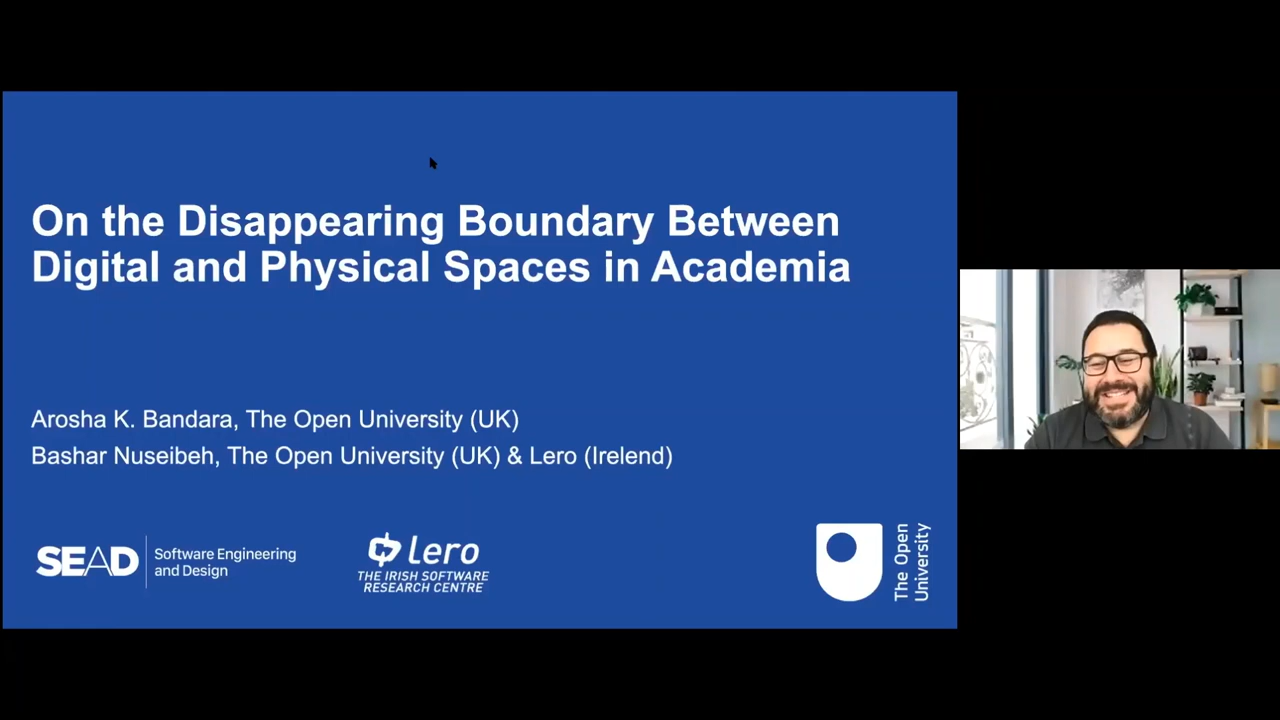 On the Disappearing Boundary Between
Digital and Physical Spaces in Academia
Arosha K. Bandara, The Open University (UK)
Bashar Nuseibeh, The Open University (UK) & Lero (Irelend)
SEAD Software Engineering
and Design
lero
THE IRISH SOFTWARE
RESEARCH CENTRE
The Open
University